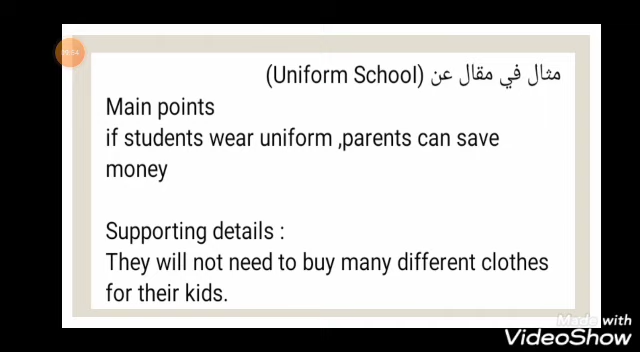 مثال في مقال عن (Uniform School)
Main points
if students wear uniform ,parents can save
money
Supporting details :
They will not need to buy many different clothes
for their kids.
Made with
VideoShow